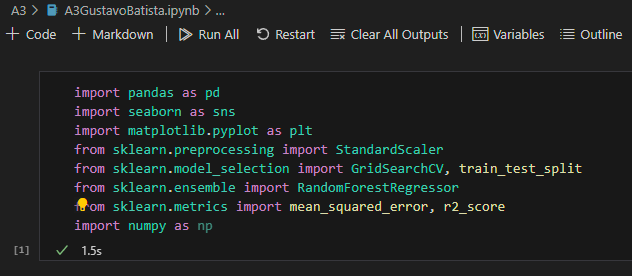 A3 > A3GustavoBatista.ipynb > ...
+ Code + Markdown Run All Restart Clear All Outputs Variables Outline
import pandas as pd
import seaborn as sns
import matplotlib.pyplot as plt
from sklearn.preprocessing import StandardScaler
from sklearn.model_selection import GridSearchCV, train_test_split
from sklearn.ensemble import RandomForestRegressor
from sklearn.metrics import mean_squared_error, r2_score
import numpy as np
[1] ✓ 1.5s